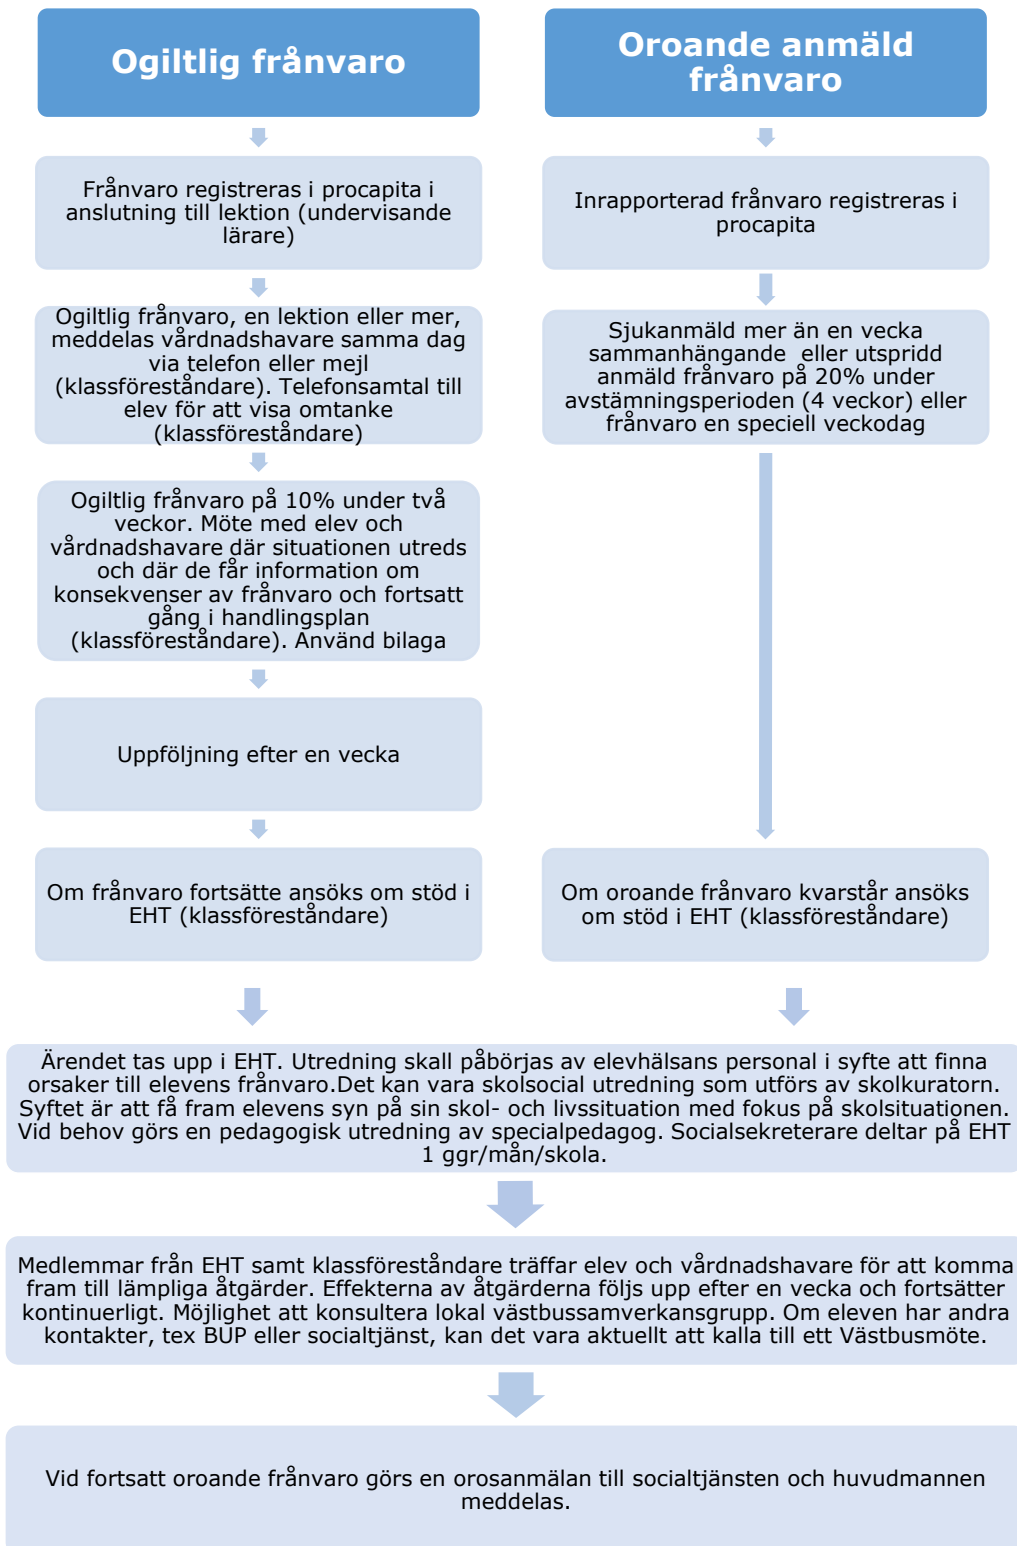 Ogiltlig frånvaro
Frånvaro registreras i procapita i
anslutning till lektion (undervisande
lärare)
Ogiltlig frånvaro, en lektion eller mer,
meddelas vårdnadshavare samma dag
via telefon eller mejl
(klassföreståndare). Telefonsamtal till
elev för att visa omtanke
(klassföreståndare)
Ogiltlig frånvaro på 10% under två
veckor. Möte med elev och
vårdnadshavare där situationen utreds
och där de får information om
konsekvenser av frånvaro och fortsatt
gång i handlingsplan
(klassföreståndare). Använd bilaga
Uppföljning efter en vecka
Om frånvaro fortsätte ansöks om stöd i
EHT (klassföreståndare)
Oroande anmäld
frånvaro
Inrapporterad frånvaro registreras i
procapita
Sjukanmäld mer än en vecka
sammanhängande  eller utspridd
anmäld frånvaro på 20% under
avstämningsperioden (4 veckor) eller
frånvaro en speciell veckodag
Om oroande frånvaro kvarstår ansöks
om stöd i EHT (klassföreståndare)
Ärendet tas upp i EHT. Utredning skall påbörjas av elevhälsans personal i syfte att finna
orsaker till elevens frånvaro.Det kan vara skolsocial utredning som utförs av skolkuratorn.
Syftet är att få fram elevens syn på sin skol- och livssituation med fokus på skolsituationen.
Vid behov görs en pedagogisk utredning av specialpedagog. Socialsekreterare deltar på EHT
1 ggr/mån/skola.
Medlemmar från EHT samt klassföreståndare träffar elev och vårdnadshavare för att komma
fram till lämpliga åtgärder. Effekterna av åtgärderna följs upp efter en vecka och fortsätter
kontinuerligt. Möjlighet att konsultera lokal västbussamverkansgrupp. Om eleven har andra
kontakter, tex BUP eller socialtjänst, kan det vara aktuellt att kalla till ett Västbusmöte.
Vid fortsatt oroande frånvaro görs en orosanmälan till socialtjänsten och huvudmannen
meddelas.